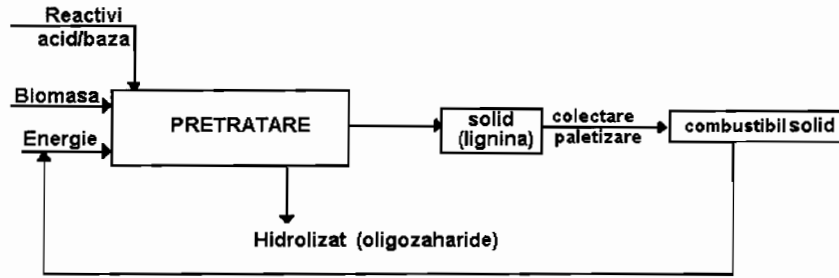 Reactivi
acid/baza
Biomasa
Energie
PRETRATARE
solid
(lignina)
colectare
paletizare
combustibil solid
Hidrolizat (oligozaharide)